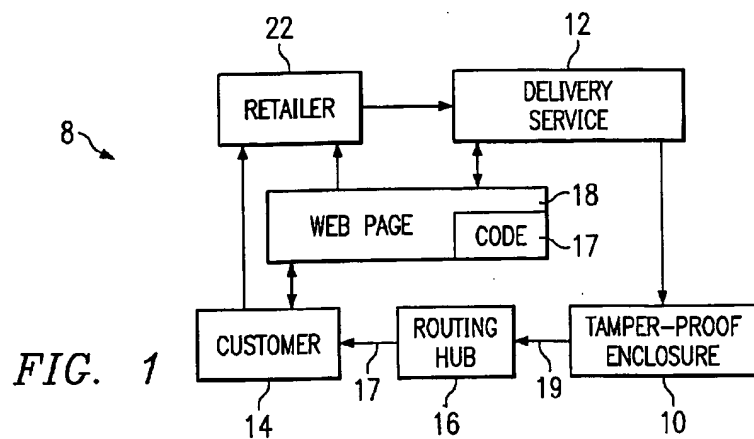 22
12
RETAILER
DELIVERY
SERVICE
8
18
WEB PAGE
CODE
17
CUSTOMER
ROUTING
HUB
TAMPER-PROOF
ENCLOSURE
17
19
FIG. 1
14
16
10